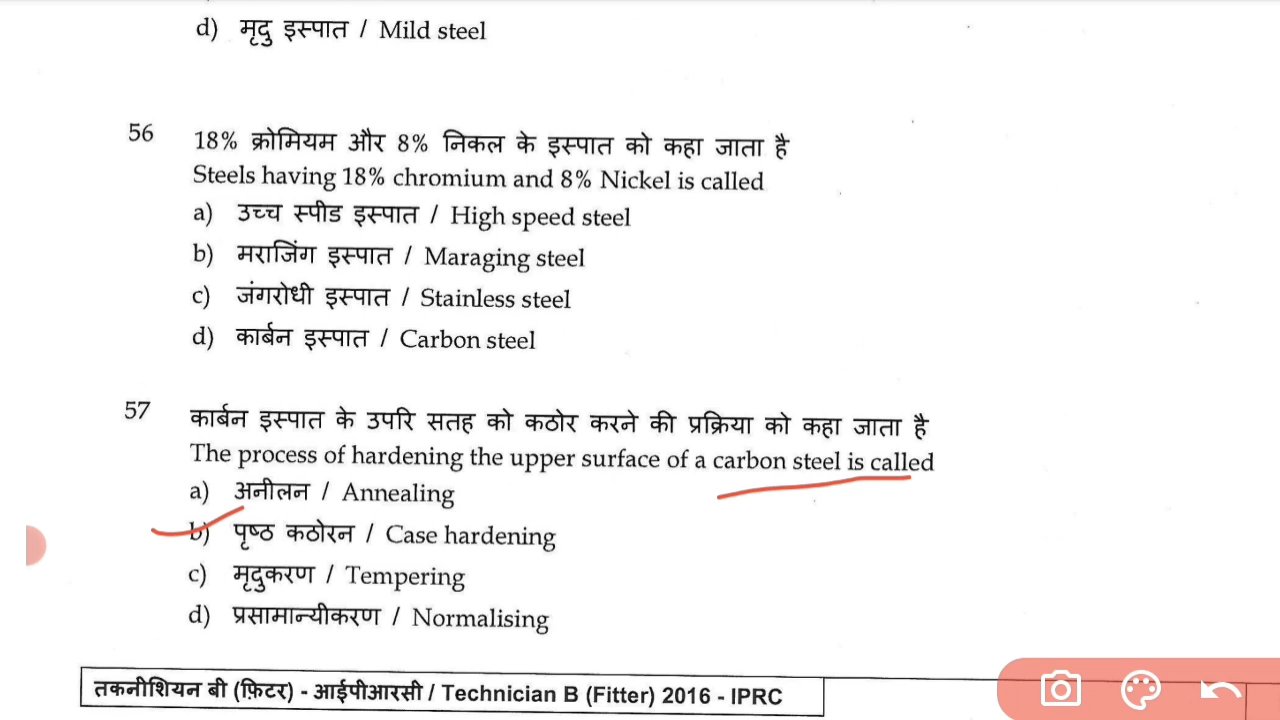 d) मृदु इस्पात / Mild steel
56
18% क्रोमियम और 8% निकल के इस्पात को कहा जाता है
Steels having 18% chromium and 8% Nickel is called
a) उच्च स्पीड इस्पात / High speed steel
b) मराजिंग इस्पात / Maraging steel
c) जंगरोधी इस्पात / Stainless steel
d) कार्बन इस्पात / Carbon steel
57
कार्बन इस्पात के उपरि सतह को कठोर करने की प्रक्रिया को कहा जाता है
The process of hardening the upper surface of a carbon steel is called
a) अनीलन / Annealing
b) पृष्ठ कठोरन / Case hardening
c) मृदुकरण / Tempering
d) प्रसामान्यीकरण / Normalising
तकनीशियन बी (फ़िटर) - आईपीआरसी / Technician B (Fitter) 2016 - IPRC